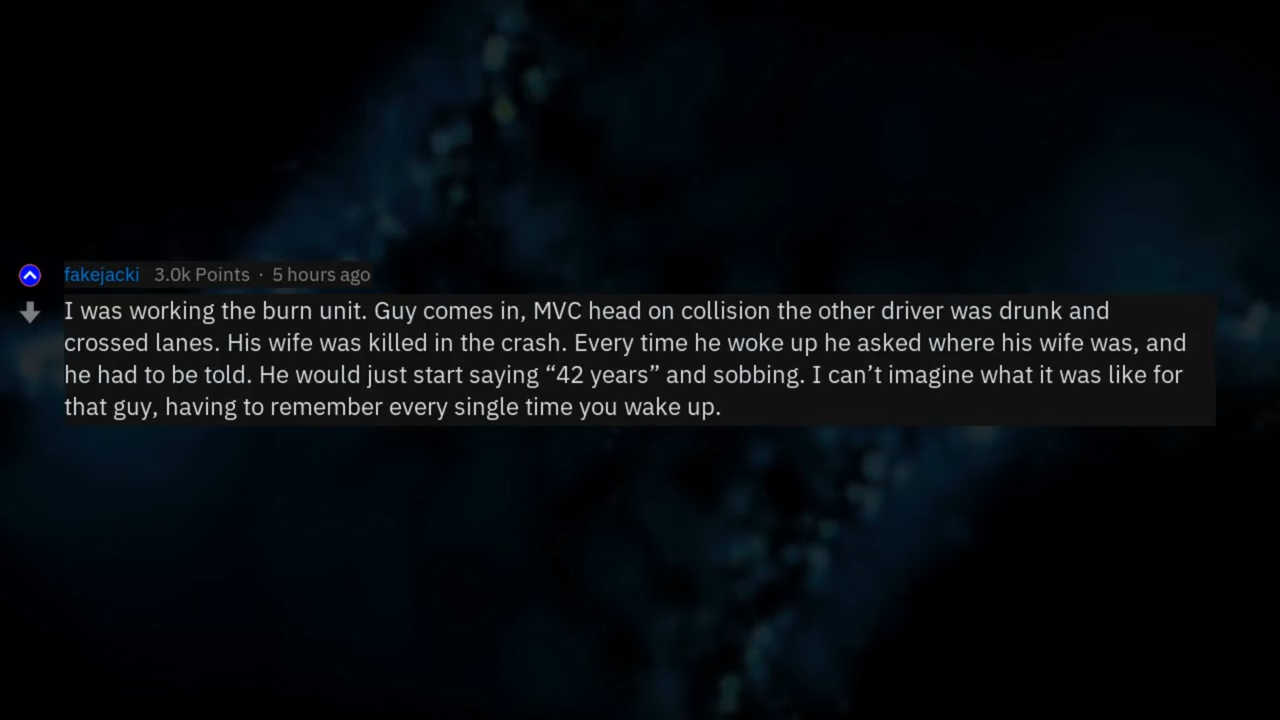 fakejacki 3.0k Points · 5 hours ago
I was working the burn unit. Guy comes in, MVC head on collision the other driver was drunk and
crossed lanes. His wife was killed in the crash. Every time he woke up he asked where his wife was, and
he had to be told. He would just start saying “42 years” and sobbing. I can’t imagine what it was like for
that guy, having to remember every single time you wake up.